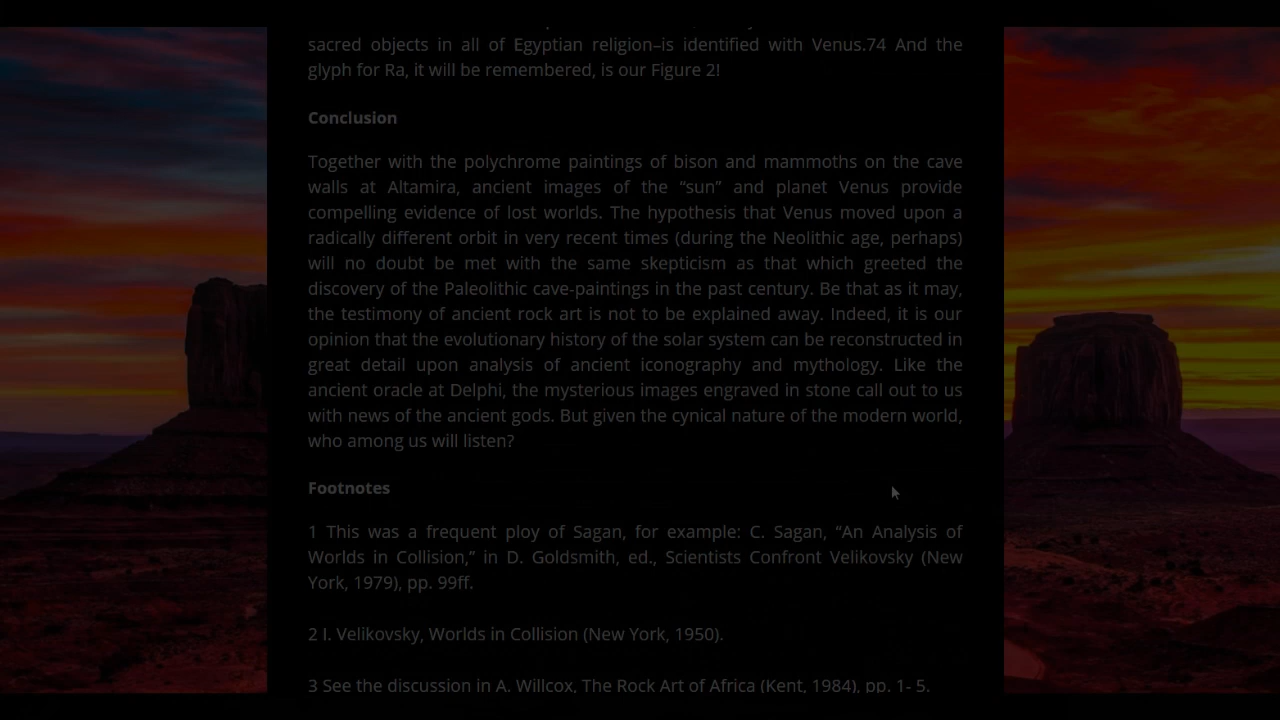 sacred objects in all of Egyptian religion–is identified with Venus.74 And the
glyph for Ra, it will be remembered, is our Figure 2!
Conclusion
Together with the polychrome paintings of bison and mammoths on the cave
walls at Altamira, ancient images of the “sun” and planet Venus provide
compelling evidence of lost worlds. The hypothesis that Venus moved upon a
radically different orbit in very recent times (during the Neolithic age, perhaps)
will no doubt be met with the same skepticism as that which greeted the
discovery of the Paleolithic cave-paintings in the past century. Be that as it may,
the testimony of ancient rock art is not to be explained away. Indeed, it is our
opinion that the evolutionary history of the solar system can be reconstructed in
great detail upon analysis of ancient iconography and mythology. Like the
ancient oracle at Delphi, the mysterious images engraved in stone call out to us
with news of the ancient gods. But given the cynical nature of the modern world,
who among us will listen?
Footnotes
1 This was a frequent ploy of Sagan, for example: C. Sagan, “An Analysis of
Worlds in Collision,” in D. Goldsmith, ed., Scientists Confront Velikovsky (New
York, 1979), pp. 99ff.
2 I. Velikovsky, Worlds in Collision (New York, 1950).
3 See the discussion in A. Willcox, The Rock Art of Africa (Kent, 1984), pp. 1- 5.